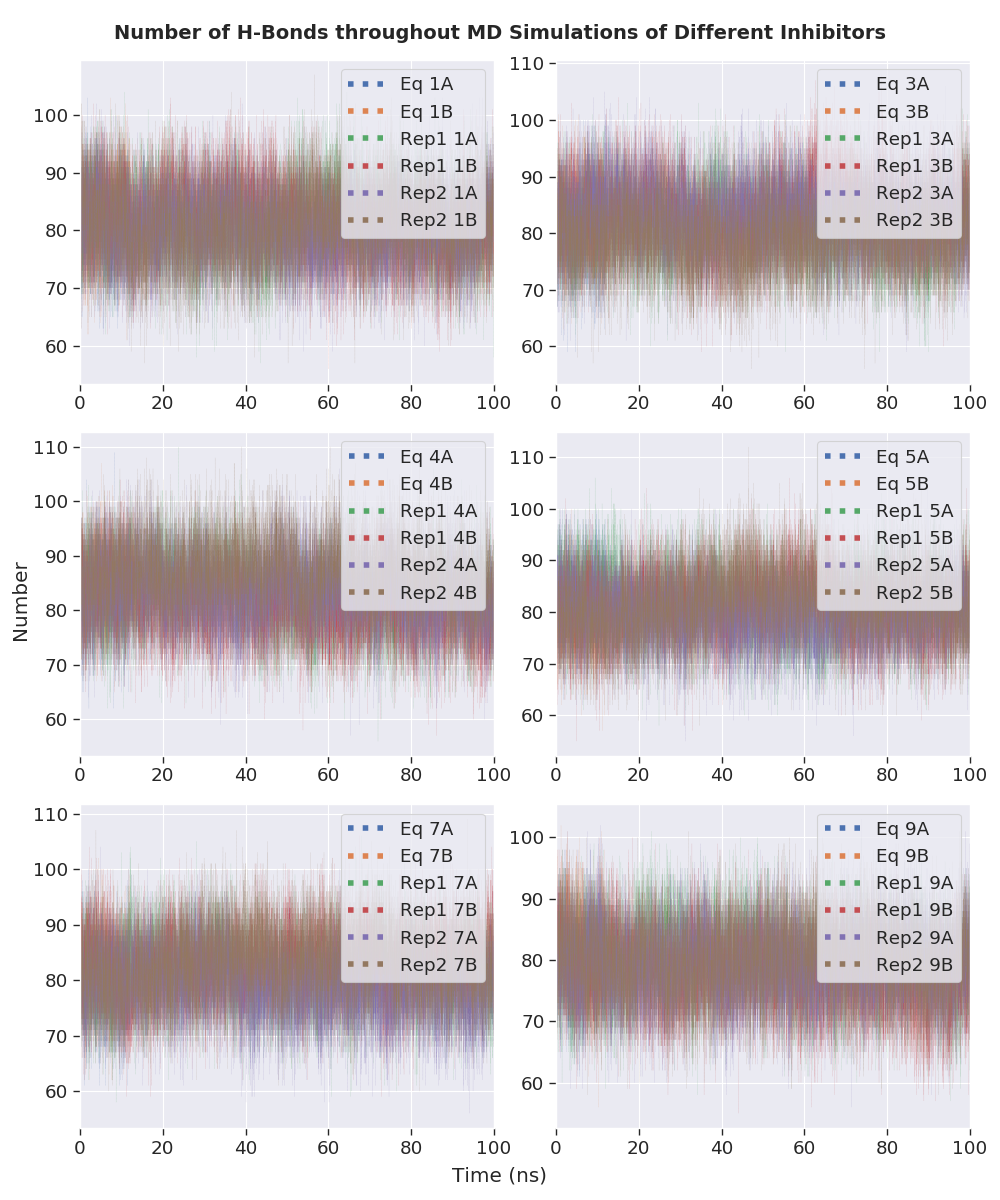 Number of H-Bonds throughout MD Simulations of Different Inhibitors
100
90
80
70
60
0 20 40 60 80 100
Eq 1A
Eq 1B
Rep1 1A
Rep1 1B
Rep2 1A
Rep2 1B
110
100
90
80
70
60
0 20 40 60 80 100
Eq 3A
Eq 3B
Rep1 3A
Rep1 3B
Rep2 3A
Rep2 3B
Number
110
100
90
80
70
60
0 20 40 60 80 100
Eq 4A
Eq 4B
Rep1 4A
Rep1 4B
Rep2 4A
Rep2 4B
110
100
90
80
70
60
0 20 40 60 80 100
Eq 5A
Eq 5B
Rep1 5A
Rep1 5B
Rep2 5A
Rep2 5B
110
100
90
80
70
60
0 20 40 60 80 100
Eq 7A
Eq 7B
Rep1 7A
Rep1 7B
Rep2 7A
Rep2 7B
100
90
80
70
60
0 20 40 60 80 100
Eq 9A
Eq 9B
Rep1 9A
Rep1 9B
Rep2 9A
Rep2 9B
Time (ns)